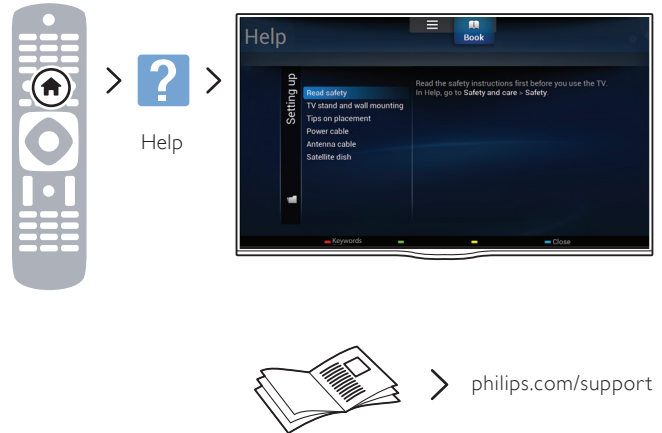 Help
Book
Setting up
Read safety
TV stand and wall mounting
Tips on placement
Power cable
Antenna cable
Satellite dish
Read the safety instructions first before you use the TV.
In Help, go to Safety and care > Safety.
Keywords
Close
?
Help
philips.com/support